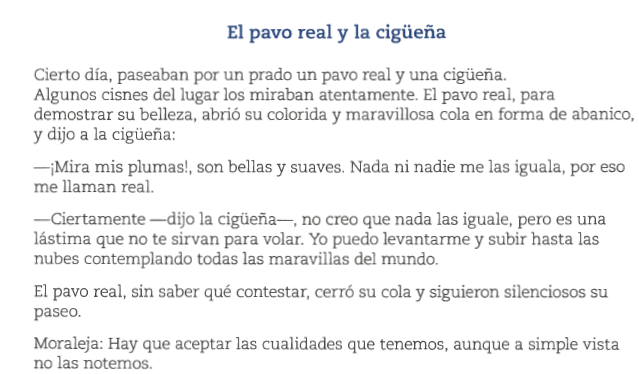 El pavo real y la cigüeña
Cierto día, paseaban por un prado un pavo real y una cigüeña.
Algunos cisnes del lugar los miraban atentamente. El pavo real, para
demostrar su belleza, abrió su colorida y maravillosa cola en forma de abanico,
y dijo a la cigüeña:
—¡Mira mis plumas!, son bellas y suaves. Nada ni nadie me las iguala, por eso
me llaman real.
—Ciertamente —dijo la cigüeña—, no creo que nada las iguale, pero es una
lástima que no te sirvan para volar. Yo puedo levantarme y subir hasta las
nubes contemplando todas las maravillas del mundo.
El pavo real, sin saber qué contestar, cerró su cola y siguieron silenciosos su
paseo.
Moraleja: Hay que aceptar las cualidades que tenemos, aunque a simple vista
no las notemos.